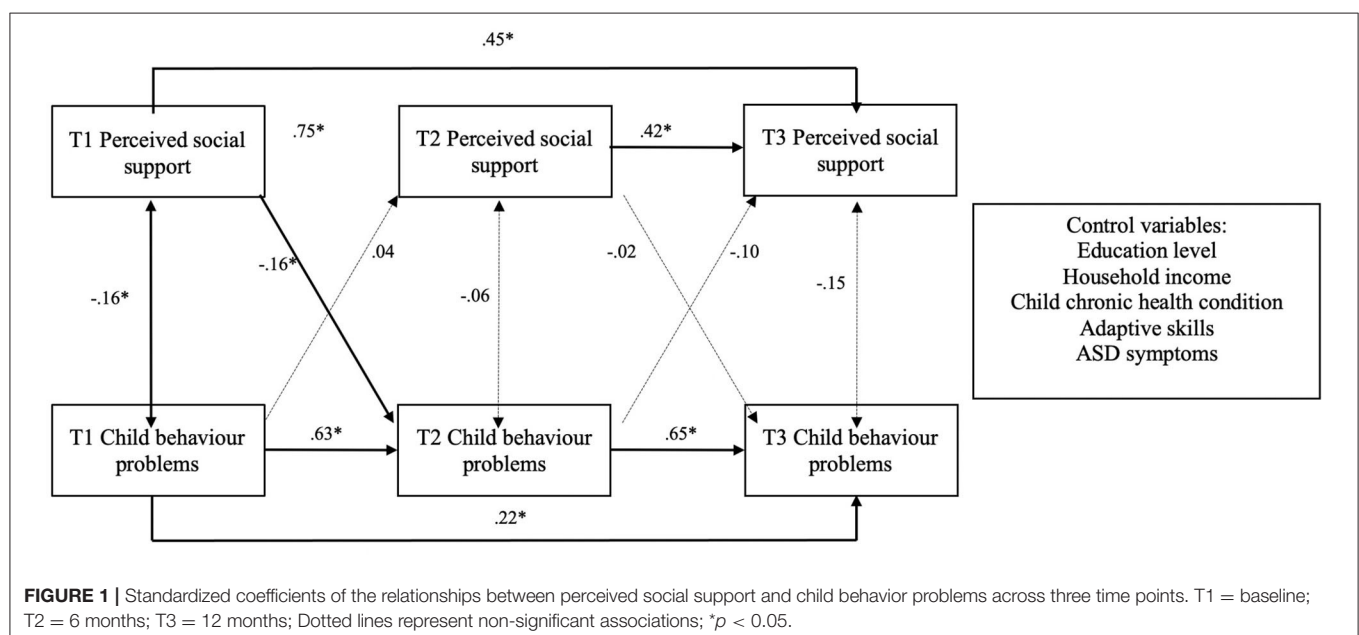 .45*
T1 Perceived social
support
.75*
T2 Perceived social
support
.42*
T3 Perceived social
support
Control variables:
Education level
Household income
Child chronic health condition
Adaptive skills
ASD symptoms
-.16*
-.16*
.04
-.06
-.02
-.10
-.15
T1 Child behaviour
problems
.63*
T2 Child behaviour
problems
.65*
T3 Child behaviour
problems
.22*
FIGURE 1 | Standardized coefficients of the relationships between perceived social support and child behavior problems across three time points. T1 = baseline;
T2 = 6 months; T3 = 12 months; Dotted lines represent non-significant associations; *p < 0.05.